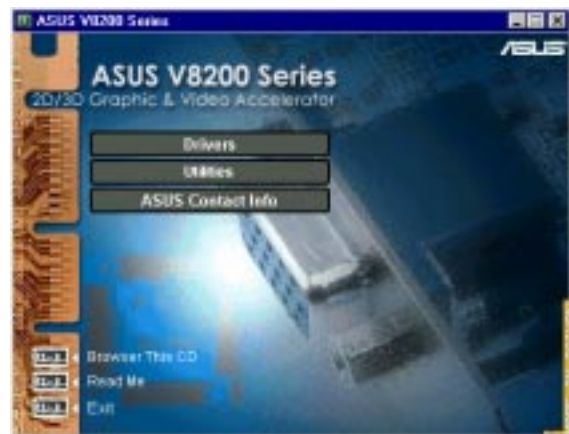 ASUS V8200 Series
ASUS
ASUS V8200 Series
2D/3D Graphic & Video Accelerator
Drivers
Utilities
ASUS Contact Info
Browser This CD
Read Me
Exit